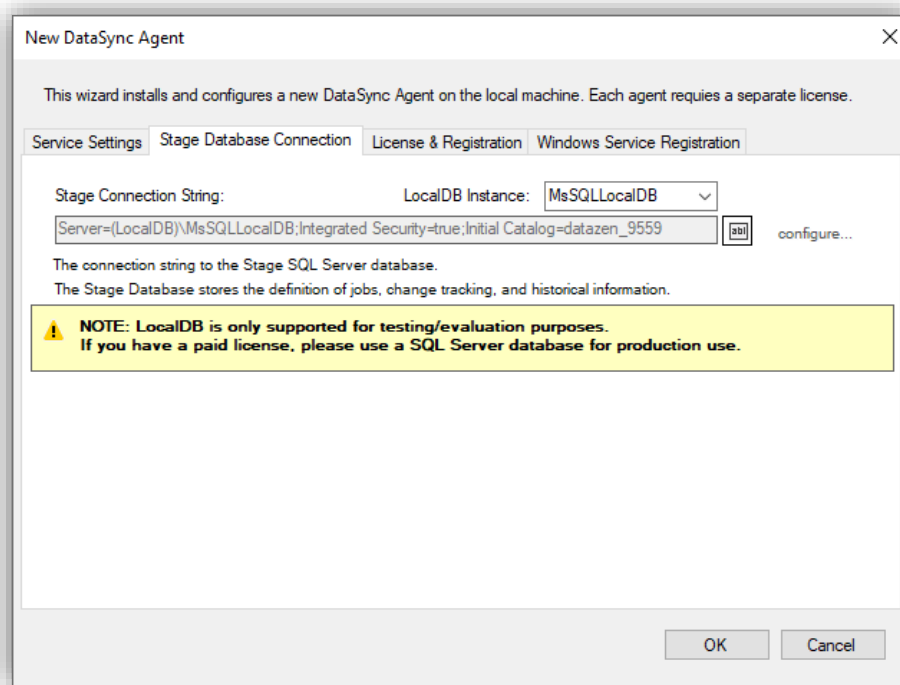 New DataSync Agent
This wizard installs and configures a new DataSync Agent on the local machine. Each agent requies a separate license.
Service Settings Stage Database Connection License & Registration Windows Service Registration
Stage Connection String: LocalDB Instance: MsSQLLocalDB
Server=(LocalDB)\MsSQLLocalDB;Integrated Security=true;Initial Catalog=datazen_9559 abl configure...
The connection string to the Stage SQL Server database.
The Stage Database stores the definition of jobs, change tracking, and historical information.
NOTE: LocalDB is only supported for testing/evaluation purposes.
If you have a paid license, please use a SQL Server database for production use.
OK Cancel